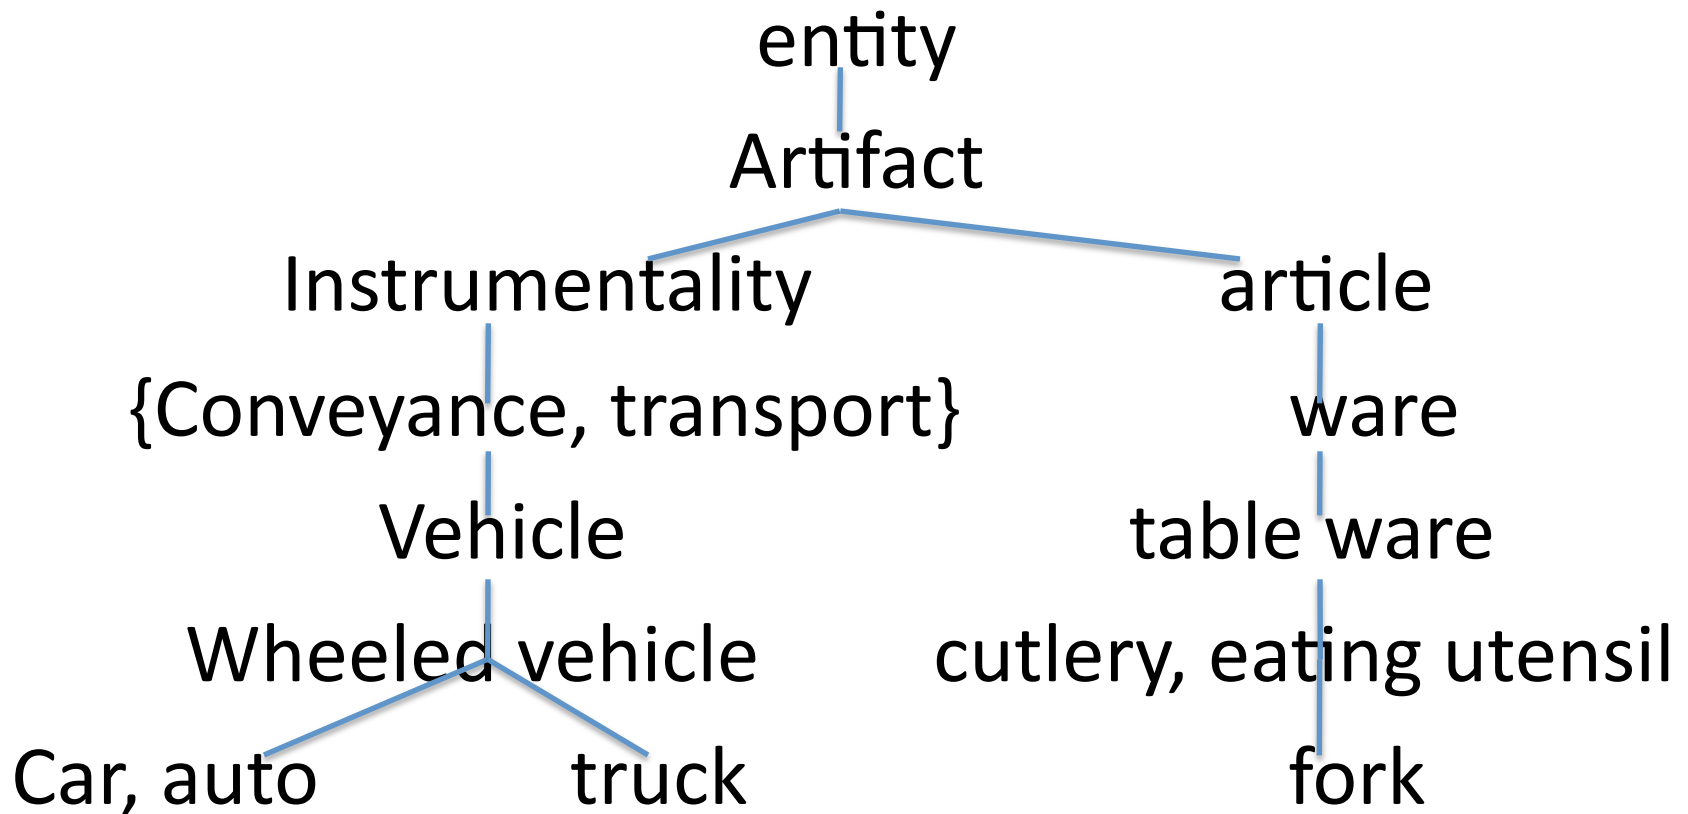 entity
Artifact
Instrumentality article
{Conveyance, transport} ware
Vehicle table ware
Wheeled vehicle cutlery, eating utensil
Car, auto truck fork